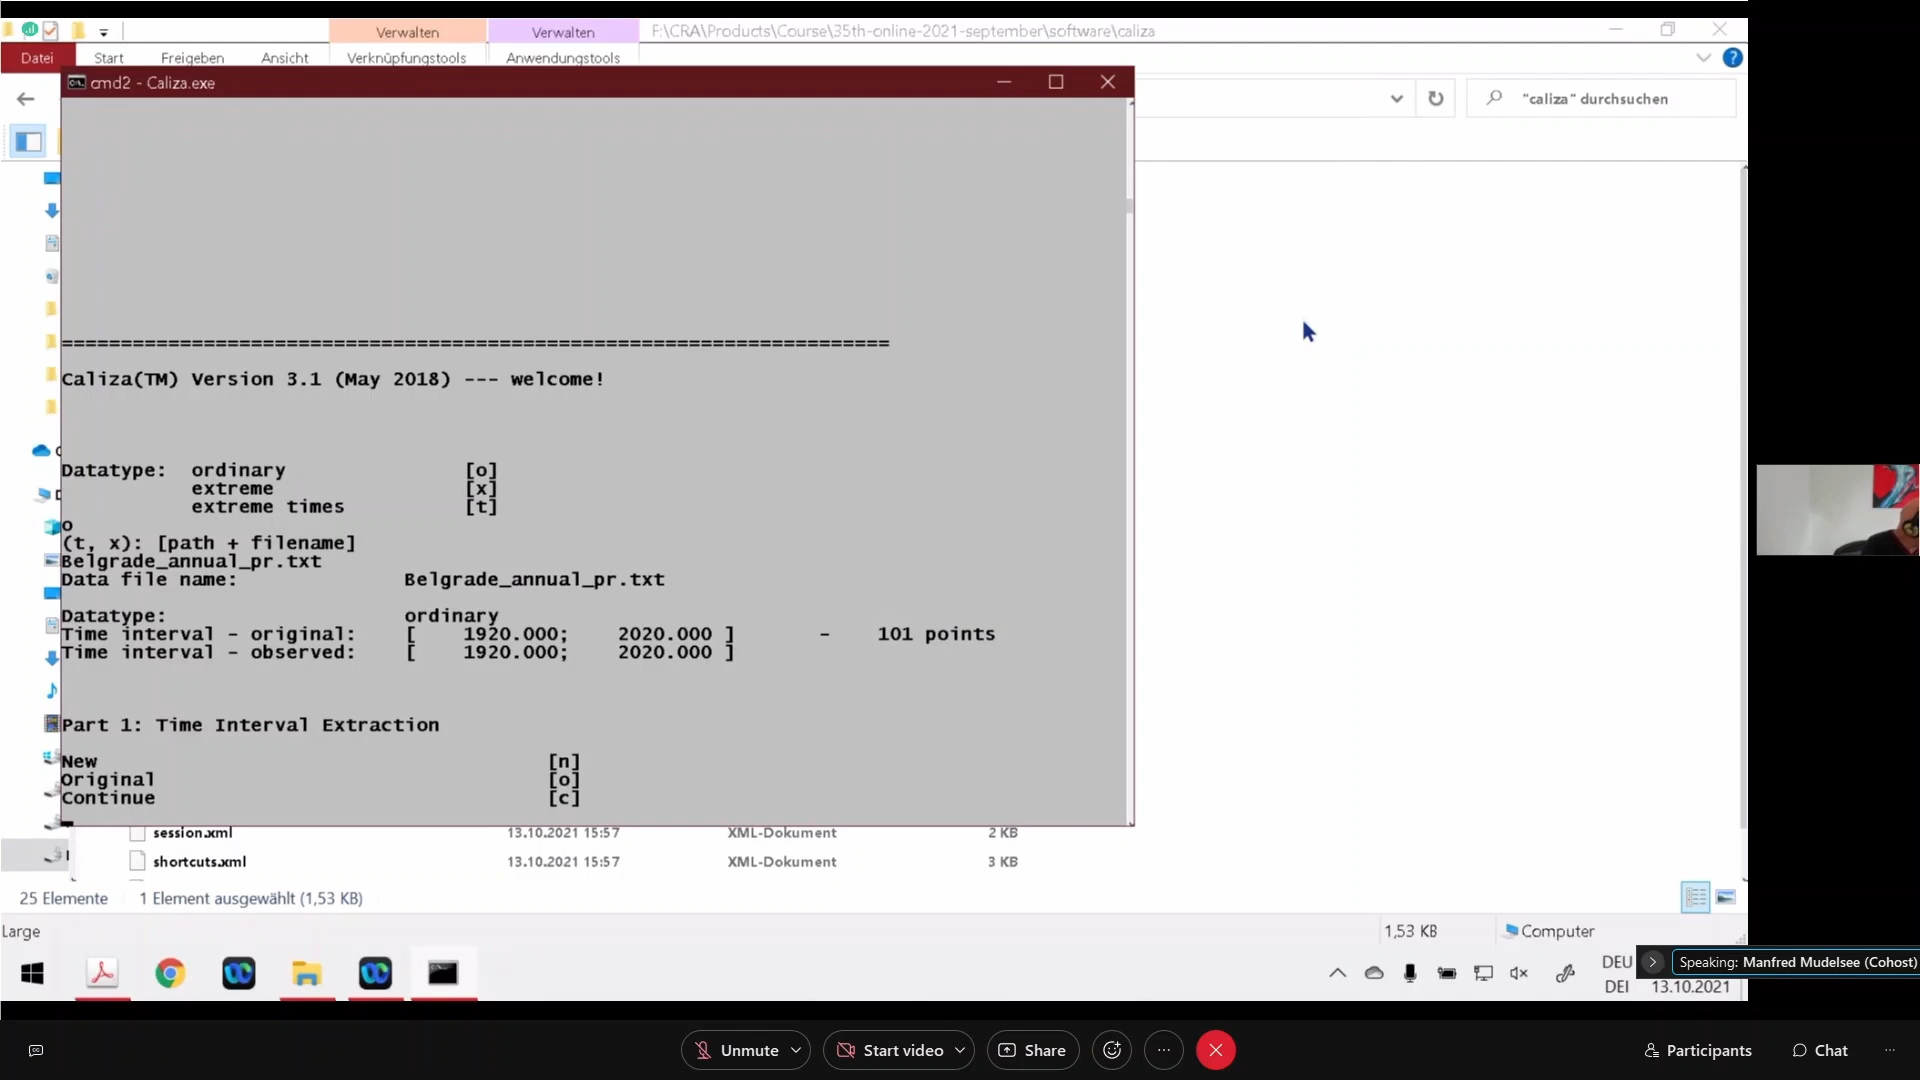 Verwalten
Verwalten
F:\CRA\Products\Course\35th-online-2021-september\software\caliza
Datei
Start
Freigeben
Ansicht
Verknüpfungstools
Anwendungstools
cmd2 - Caliza.exe
"caliza" durchsuchen
======================================================================
Caliza(TM) Version 3.1 (May 2018) --- welcome!
Datatype: ordinary [o]
extreme [x]
extreme times [t]
o
(t, x): [path + filename]
Belgrade_annual_pr.txt
Data file name: Belgrade_annual_pr.txt
Datatype: ordinary
Time interval - original: [ 1920.000; 2020.000 ] - 101 points
Time interval - observed: [ 1920.000; 2020.000 ]
Part 1: Time Interval Extraction
New [n]
Original [o]
Continue [c]
session.xml 13.10.2021 15:57 XML-Dokument 2 KB
shortcuts.xml 13.10.2021 15:57 XML-Dokument 3 KB
25 Elemente 1 Element ausgewählt (1,53 KB)
Large 1,53 KB Computer
DEU
DEI 13.10.2021
Speaking: Manfred Mudelsee (Cohost)
Unmute Start video Share Participants Chat